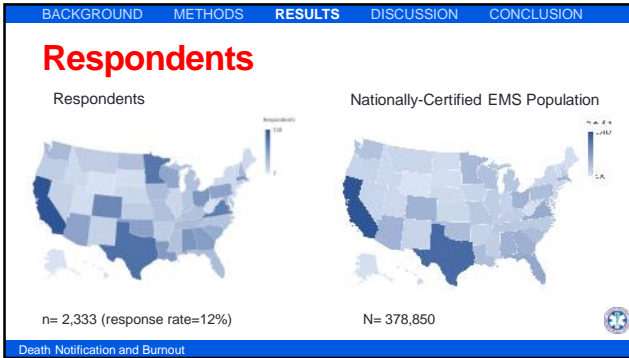 BACKGROUND METHODS RESULTS DISCUSSION CONCLUSION
Respondents
Respondents
Nationally-Certified EMS Population
Respondents
n= 2,333 (response rate=12%)
N= 378,850
Death Notification and Burnout